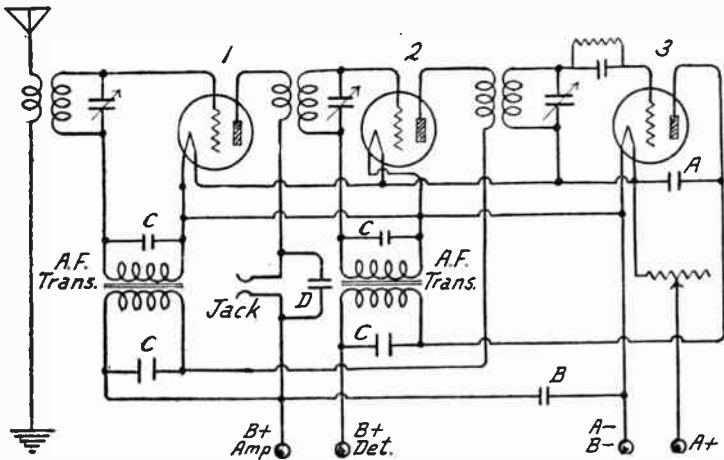 1
2
3
A
C
C
A.F.
Trans.
Jack
D
A.F.
Trans.
C
C
B
B+
Amp
B+
Det.
A-
B-
A+